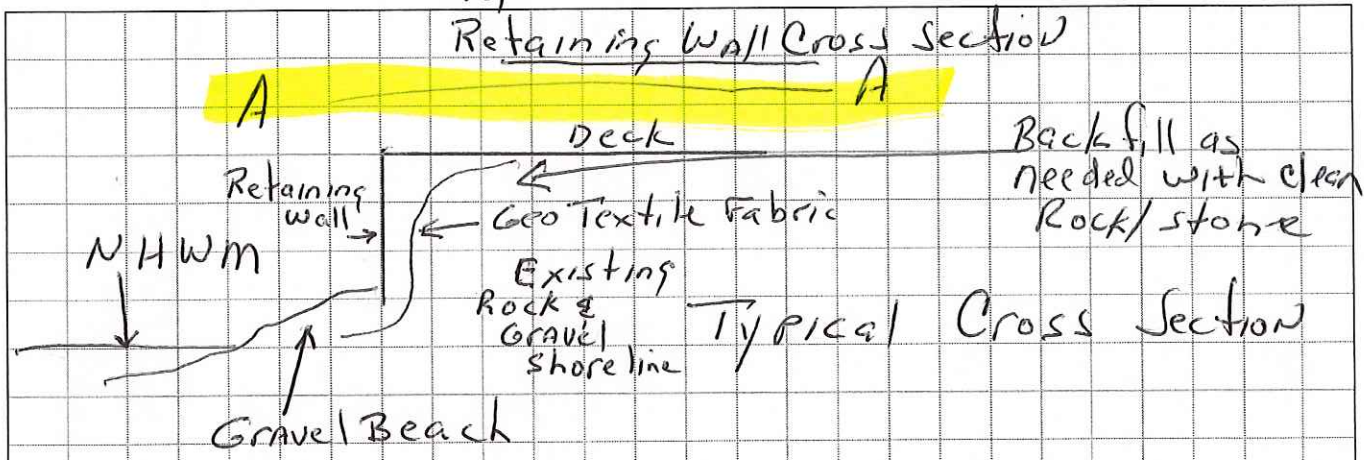 Retaining Wall Cross Section
A A
Deck
Backfill as
needed with clean
Rock/stone
Retaining
Wall
Geo Textile Fabric
NHWM
Existing
Rock &
Gravel
Shoreline
Typical Cross Section
Gravel Beach